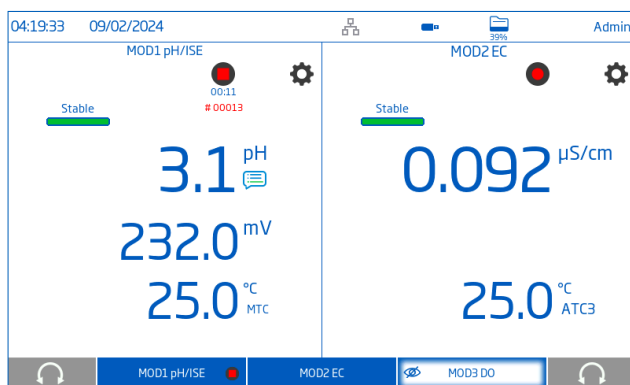 04:19:33 09/02/2024 39% Admin
MOD1 pH/ISE
00:11
# 00013
Stable
3.1 pH
232.0 mV
25.0 °C MTC
MOD2 EC
Stable
0.092 µS/cm
25.0 °C ATC3
MOD1 pH/ISE MOD2 EC MOD3 DO